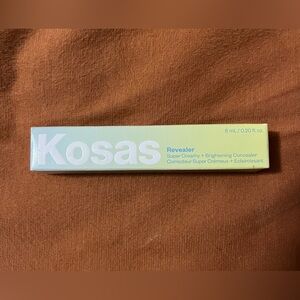 6 mL / 0.20 fl. oz.
Kosas
Revealer
Super Creamy + Brightening Concealer
Correcteur Super Crémeux + Éclaircissant